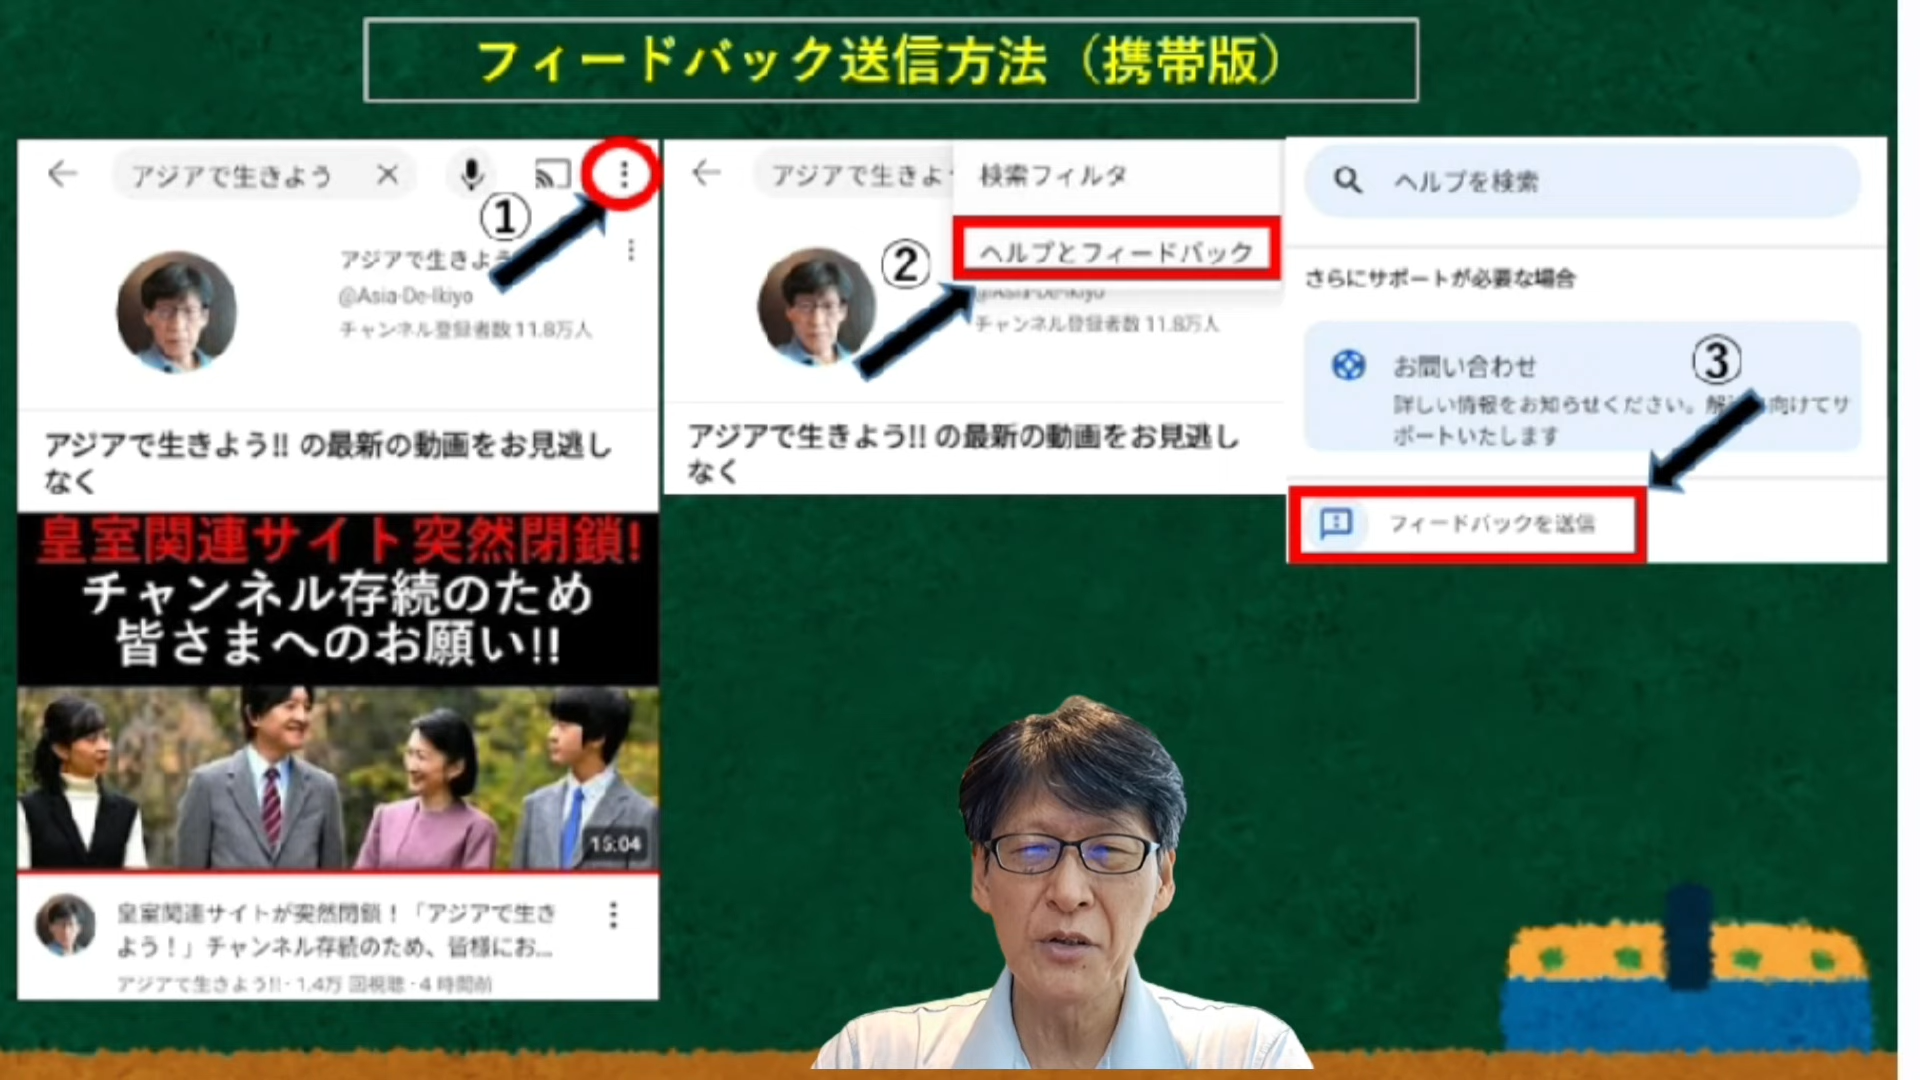 フィードバック送信方法（携帯版）
アジアで生きよう
①
アジアで生きよう
@Asia-De-Ikiyo
チャンネル登録者数 11.8万人
アジアで生きよう!! の最新の動画をお見逃し
なく
皇室関連サイト突然閉鎖!
チャンネル存続のため
皆さまへのお願い!!
15:04
皇室関連サイトが突然閉鎖！「アジアで生き
よう！」チャンネル存続のため、皆様にお...
アジアで生きよう!!・1.4万 回視聴・4 時間前
アジアで生きよ
検索フィルタ
②
ヘルプとフィードバック
@Asia-De-Ikiyo
チャンネル登録者数 11.8万人
アジアで生きよう!! の最新の動画をお見逃し
なく
ヘルプを検索
さらにサポートが必要な場合
③
お問い合わせ
詳しい情報をお知らせください。解 向けてサ
ポートいたします
フィードバックを送信